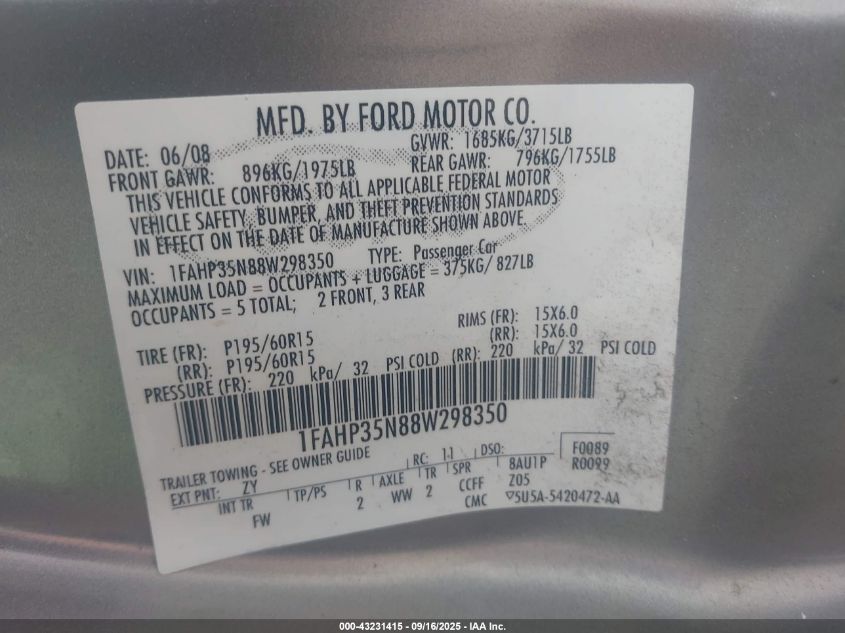 MFD. BY FORD MOTOR CO.
DATE: 06/08 GVWR: 1685KG/3715LB
FRONT GAWR: 896KG/1975LB REAR GAWR: 796KG/1755LB
THIS VEHICLE CONFORMS TO ALL APPLICABLE FEDERAL MOTOR
VEHICLE SAFETY, BUMPER, AND THEFT PREVENTION STANDARDS
IN EFFECT ON THE DATE OF MANUFACTURE SHOWN ABOVE.
VIN: 1FAHP35N88W298350 TYPE: Passenger Car
MAXIMUM LOAD = OCCUPANTS + LUGGAGE = 375KG/ 827LB
OCCUPANTS = 5 TOTAL; 2 FRONT, 3 REAR
TIRE (FR): P195/60R15 RIMS (FR): 15X6.0
(RR): P195/60R15 (RR): 15X6.0
PRESSURE (FR): 220 kPa/ 32 PSI COLD (RR): 220 kPa/ 32 PSI COLD
1FAHP35N88W298350
TRAILER TOWING - SEE OWNER GUIDE RC: 11 DSO: F0089
EXT PNT: ZY TP/PS R AXLE TR SPR 8AU1P R0099
INT TR 2 WW 2 CCFF Z05
FW CMC 5U5A-5420472-AA
000-43231415 - 09/16/2025 - IAA Inc.